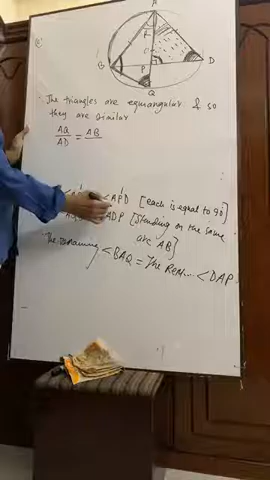 A
B
D
P
Q
The triangles are equiangular & so
they are similar
AQ
AD
=
AB
<APD [each is equal to 90]
ADP [Standing on the same
arc AB]
The remaining <BAQ = The Rem... <DAP